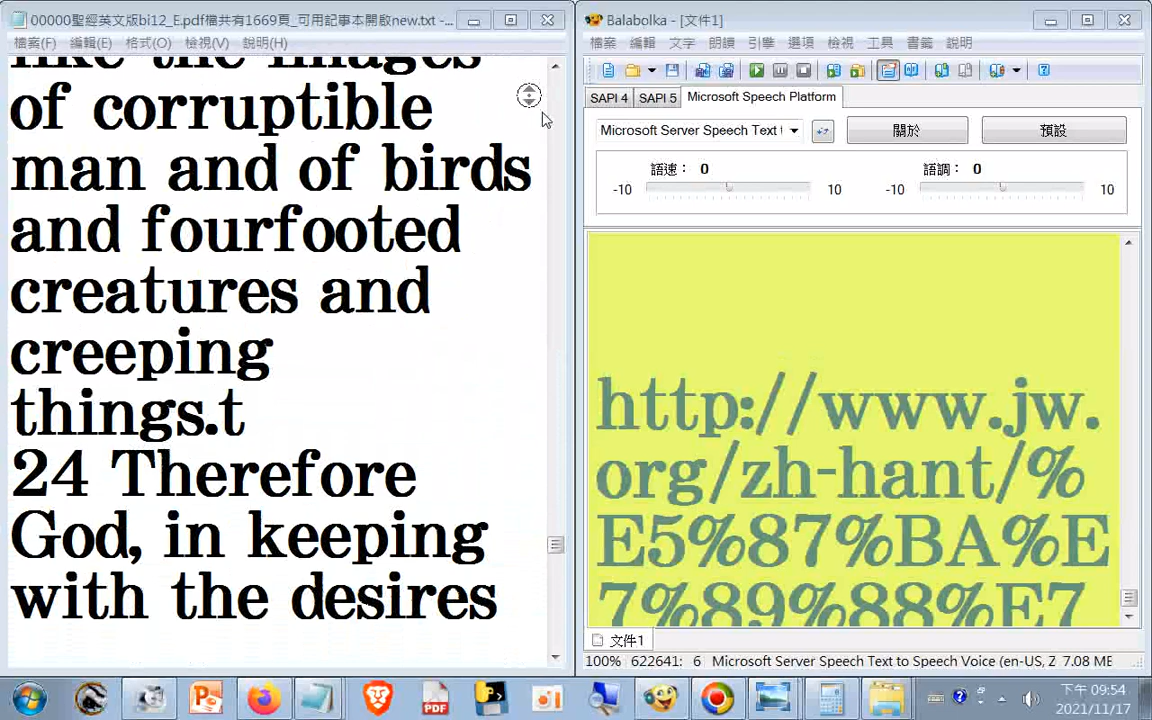 00000聖經英文版bi12_E.pdf檔共有1669頁_可用記事本開啟new.txt -...
檔案(F) 編輯(E) 格式(O) 檢視(V) 說明(H)
like the images
of corruptible
man and of birds
and fourfooted
creatures and
creeping
things.t
24 Therefore
God, in keeping
with the desires
Balabolka - [文件1]
檔案 編輯 文字 朗讀 引擎 選項 檢視 工具 書籤 說明
SAPI 4 SAPI 5 Microsoft Speech Platform
Microsoft Server Speech Text t 關於 預設
語速： 0 語調： 0
-10 10 -10 10
http://www.jw.
org/zh-hant/%
E5%87%BA%E
7%89%88%E7
文件1
100% 622641: 6 Microsoft Server Speech Text to Speech Voice (en-US, Z 7.08 ME
PDF
下午 09:54
2021/11/17